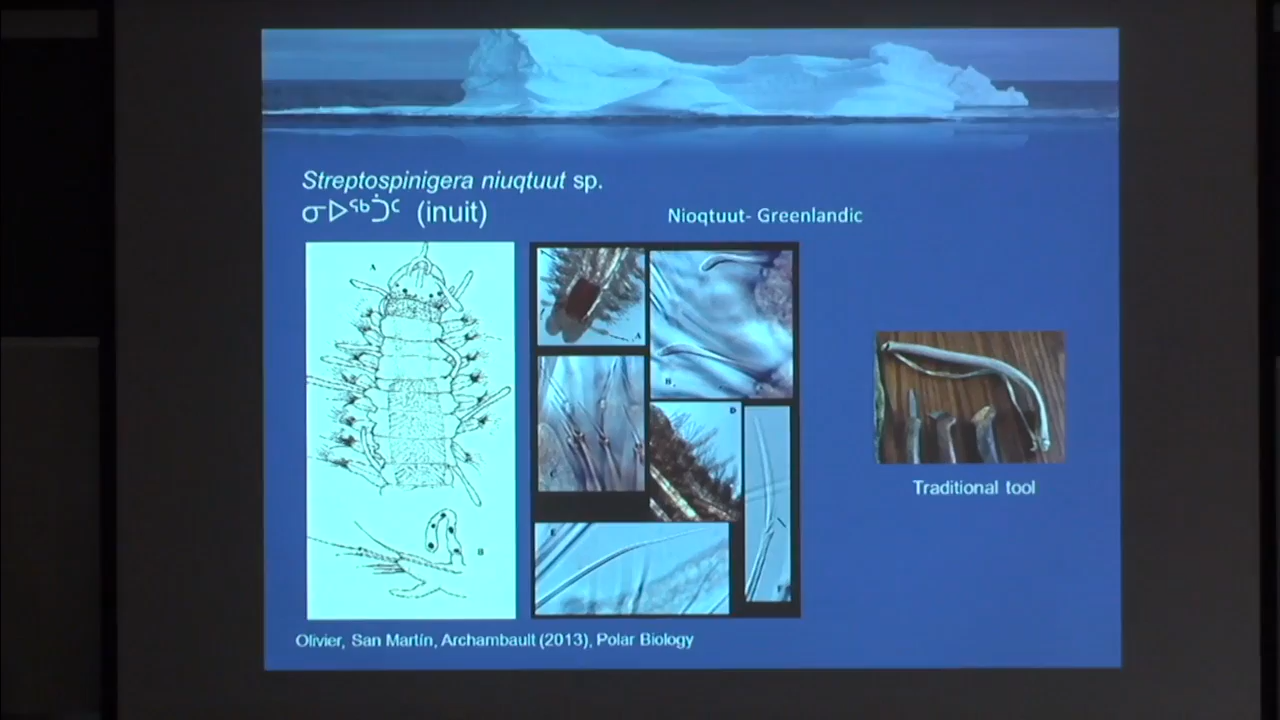 Streptospinigera niuqtuut sp.
ᓂᐅᖅᑑᑦ (inuit)
Nioqtuut- Greenlandic
A
B
A
B
C
D
E
F
Traditional tool
Olivier, San Martín, Archambault (2013), Polar Biology